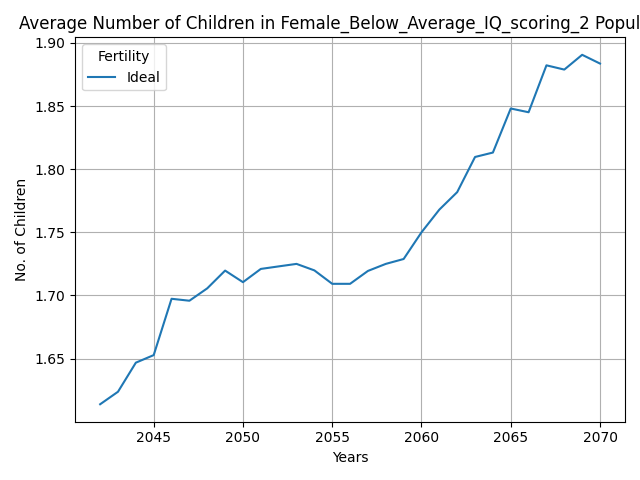 Average Number of Children in Female_Below_Average_IQ_scoring_2 Popul
Fertility
Ideal
No. of Children
1.90
1.85
1.80
1.75
1.70
1.65
2045 2050 2055 2060 2065 2070
Years